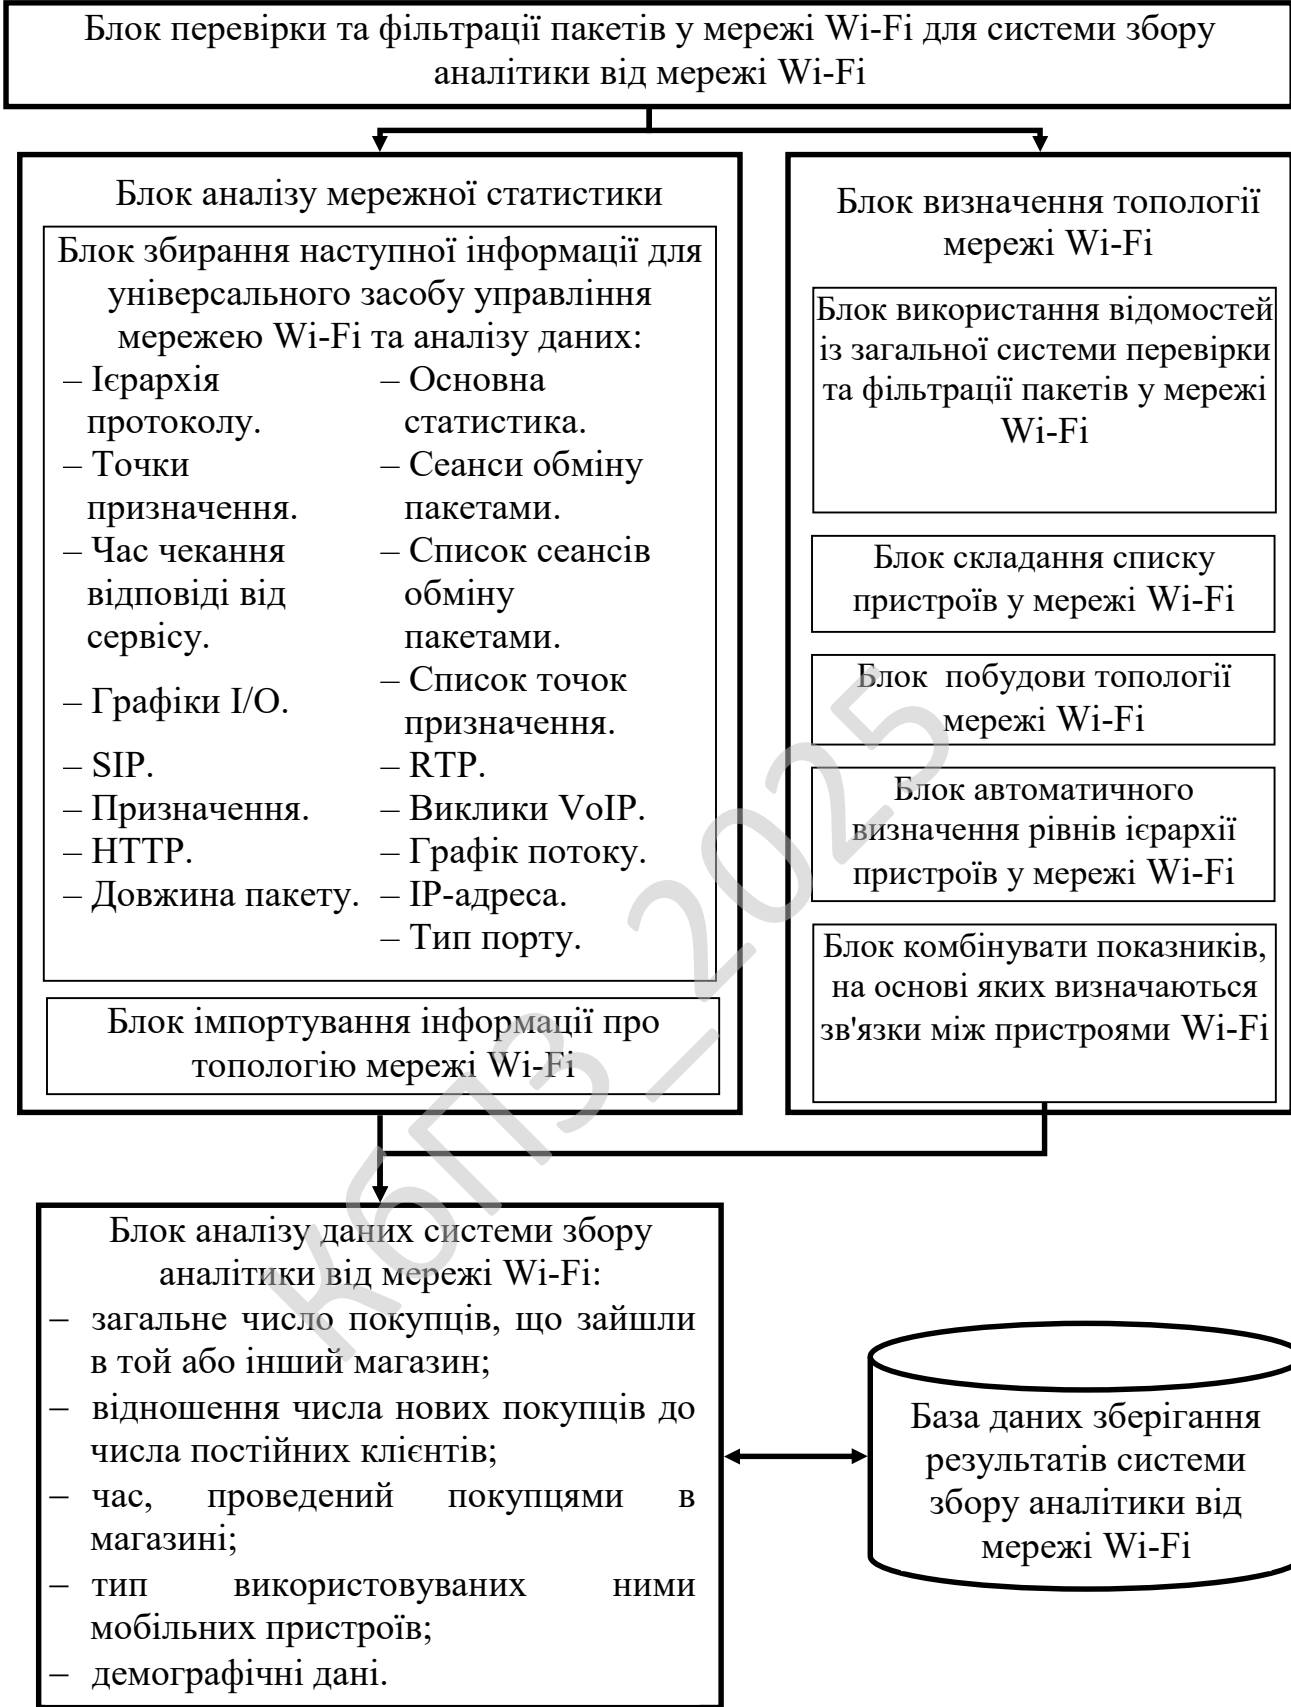 Блок перевірки та фільтрації пакетів у мережі Wi-Fi для системи збору
аналітики від мережі Wi-Fi
Блок аналізу мережної статистики
Блок збирання наступної інформації для
універсального засобу управління
мережею Wi-Fi та аналізу даних:
– Ієрархія
протоколу.
– Точки
призначення.
– Час чекання
відповіді від
сервісу.
– Графіки I/O.
– SIP.
– Призначення.
– HTTP.
– Довжина пакету.
– Основна
статистика.
– Сеанси обміну
пакетами.
– Список сеансів
обміну
пакетами.
– Список точок
призначення.
– RTP.
– Виклики VoIP.
– Графік потоку.
– IP-адреса.
– Тип порту.
Блок імпортування інформації про
топологію мережі Wi-Fi
Блок визначення топології
мережі Wi-Fi
Блок використання відомостей
із загальної системи перевірки
та фільтрації пакетів у мережі
Wi-Fi
Блок складання списку
пристроїв у мережі Wi-Fi
Блок побудови топології
мережі Wi-Fi
Блок автоматичного
визначення рівнів ієрархії
пристроїв у мережі Wi-Fi
Блок комбінувати показників,
на основі яких визначаються
зв'язки між пристроями Wi-Fi
Блок аналізу даних системи збору
аналітики від мережі Wi-Fi:
– загальне число покупців, що зайшли
в той або інший магазин;
– відношення числа нових покупців до
числа постійних клієнтів;
– час, проведений покупцями в
магазині;
– тип використовуваних ними
мобільних пристроїв;
– демографічні дані.
База даних зберігання
результатів системи
збору аналітики від
мережі Wi-Fi
КбПЗ_2025